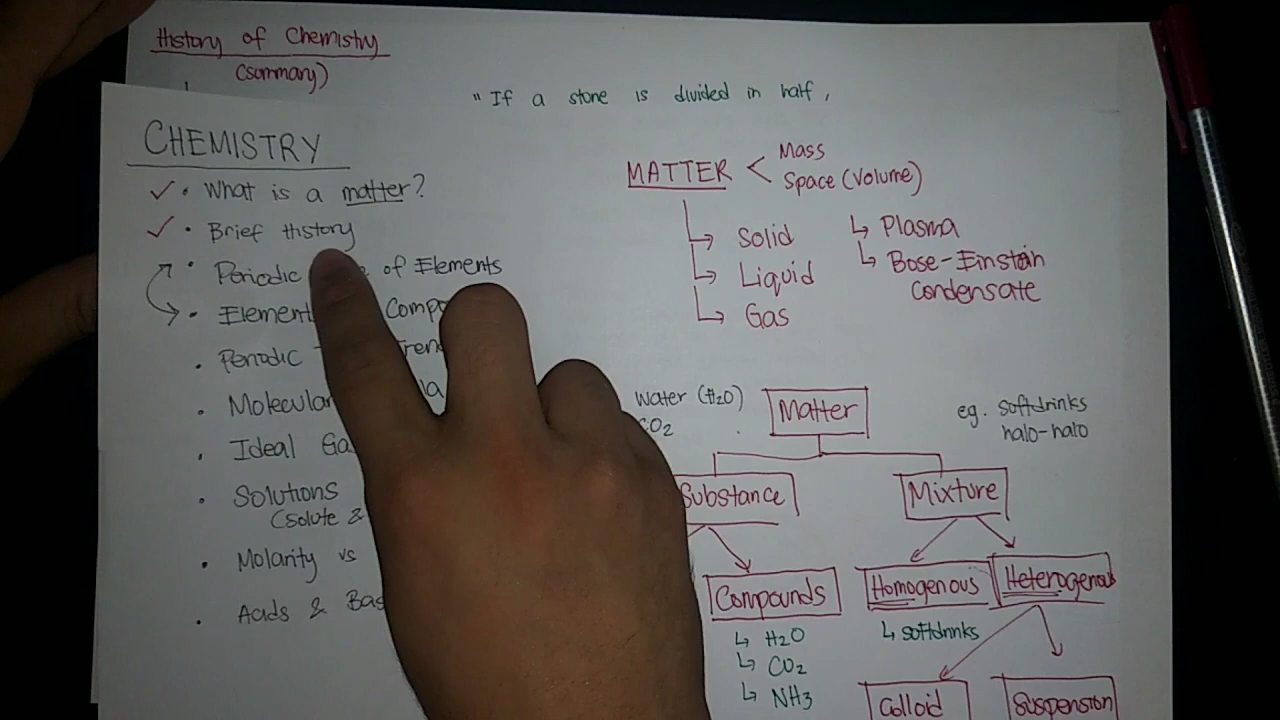 History of Chemistry
(summary)
"If a stone is divided in half,
CHEMISTRY
✓ • What is a matter?
✓ • Brief History
• Periodic of Elements
• Element Comp
• Periodic T Tren
• Molecular la
• Ideal Ga
• Solutions
(solute &
• Molarity vs
• Acids & Bas
MATTER < Mass
Space (Volume)
↳ Solid
↳ Liquid
↳ Gas
↳ Plasma
↳ Bose-Einstein
Condensate
Water (H2O)
CO2
Matter
eg. softdrinks
halo-halo
Substance
Mixture
Compounds
↳ H2O
↳ CO2
↳ NH3
Homogenous
↳ softdrinks
Heterogenous
Colloid
Suspension